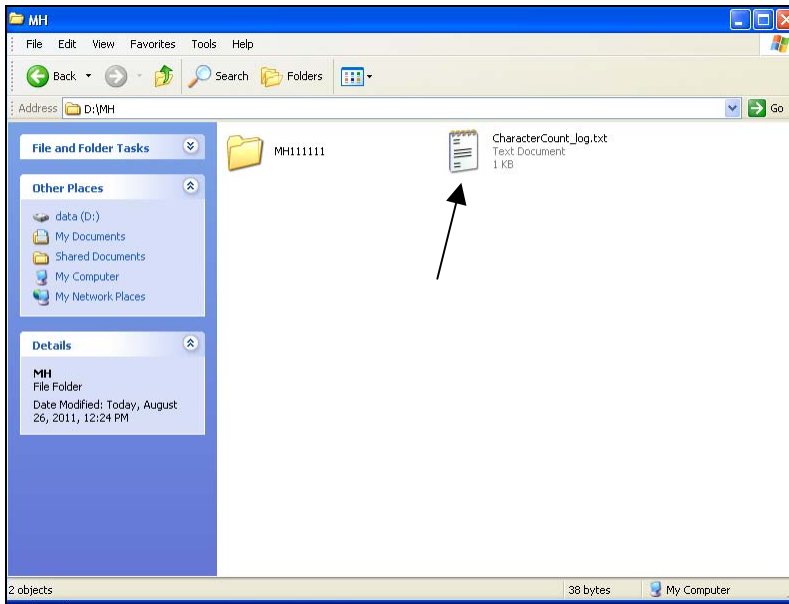 MH
File Edit View Favorites Tools Help
Back Search Folders
Address D:\MH Go
File and Folder Tasks
Other Places
data (D:)
My Documents
Shared Documents
My Computer
My Network Places
Details
MH
File Folder
Date Modified: Today, August
26, 2011, 12:24 PM
MH111111
CharacterCount_log.txt
Text Document
1 KB
2 objects 38 bytes My Computer